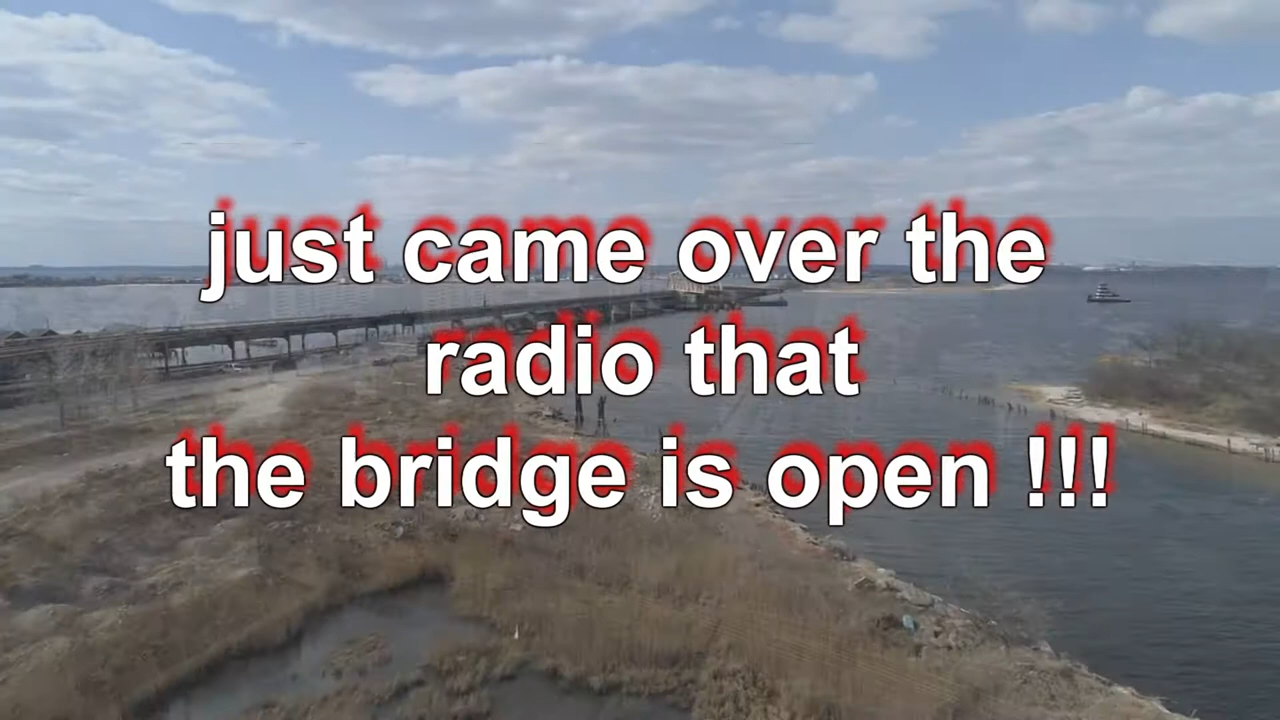 just came over the
radio that
the bridge is open !!!